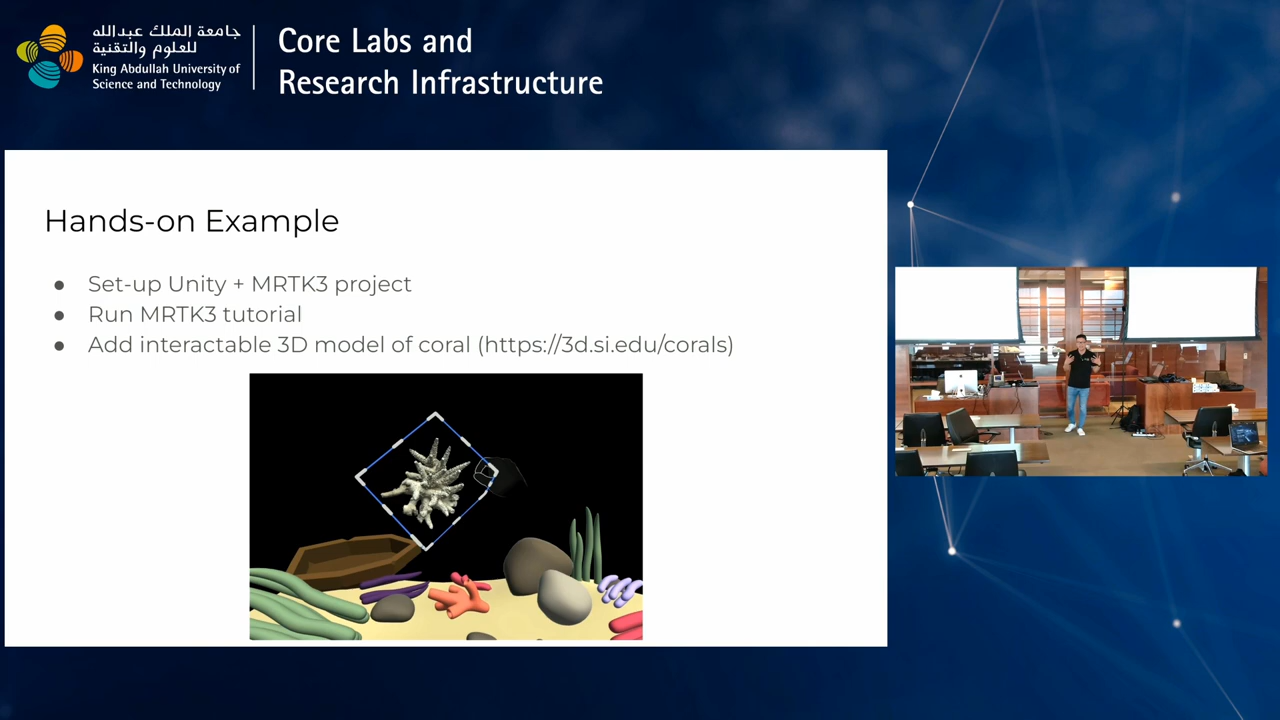 جامعة الملك عبدالله
للعلوم والتقنية
King Abdullah University of
Science and Technology
Core Labs and
Research Infrastructure
Hands-on Example
● Set-up Unity + MRTK3 project
● Run MRTK3 tutorial
● Add interactable 3D model of coral (https://3d.si.edu/corals)